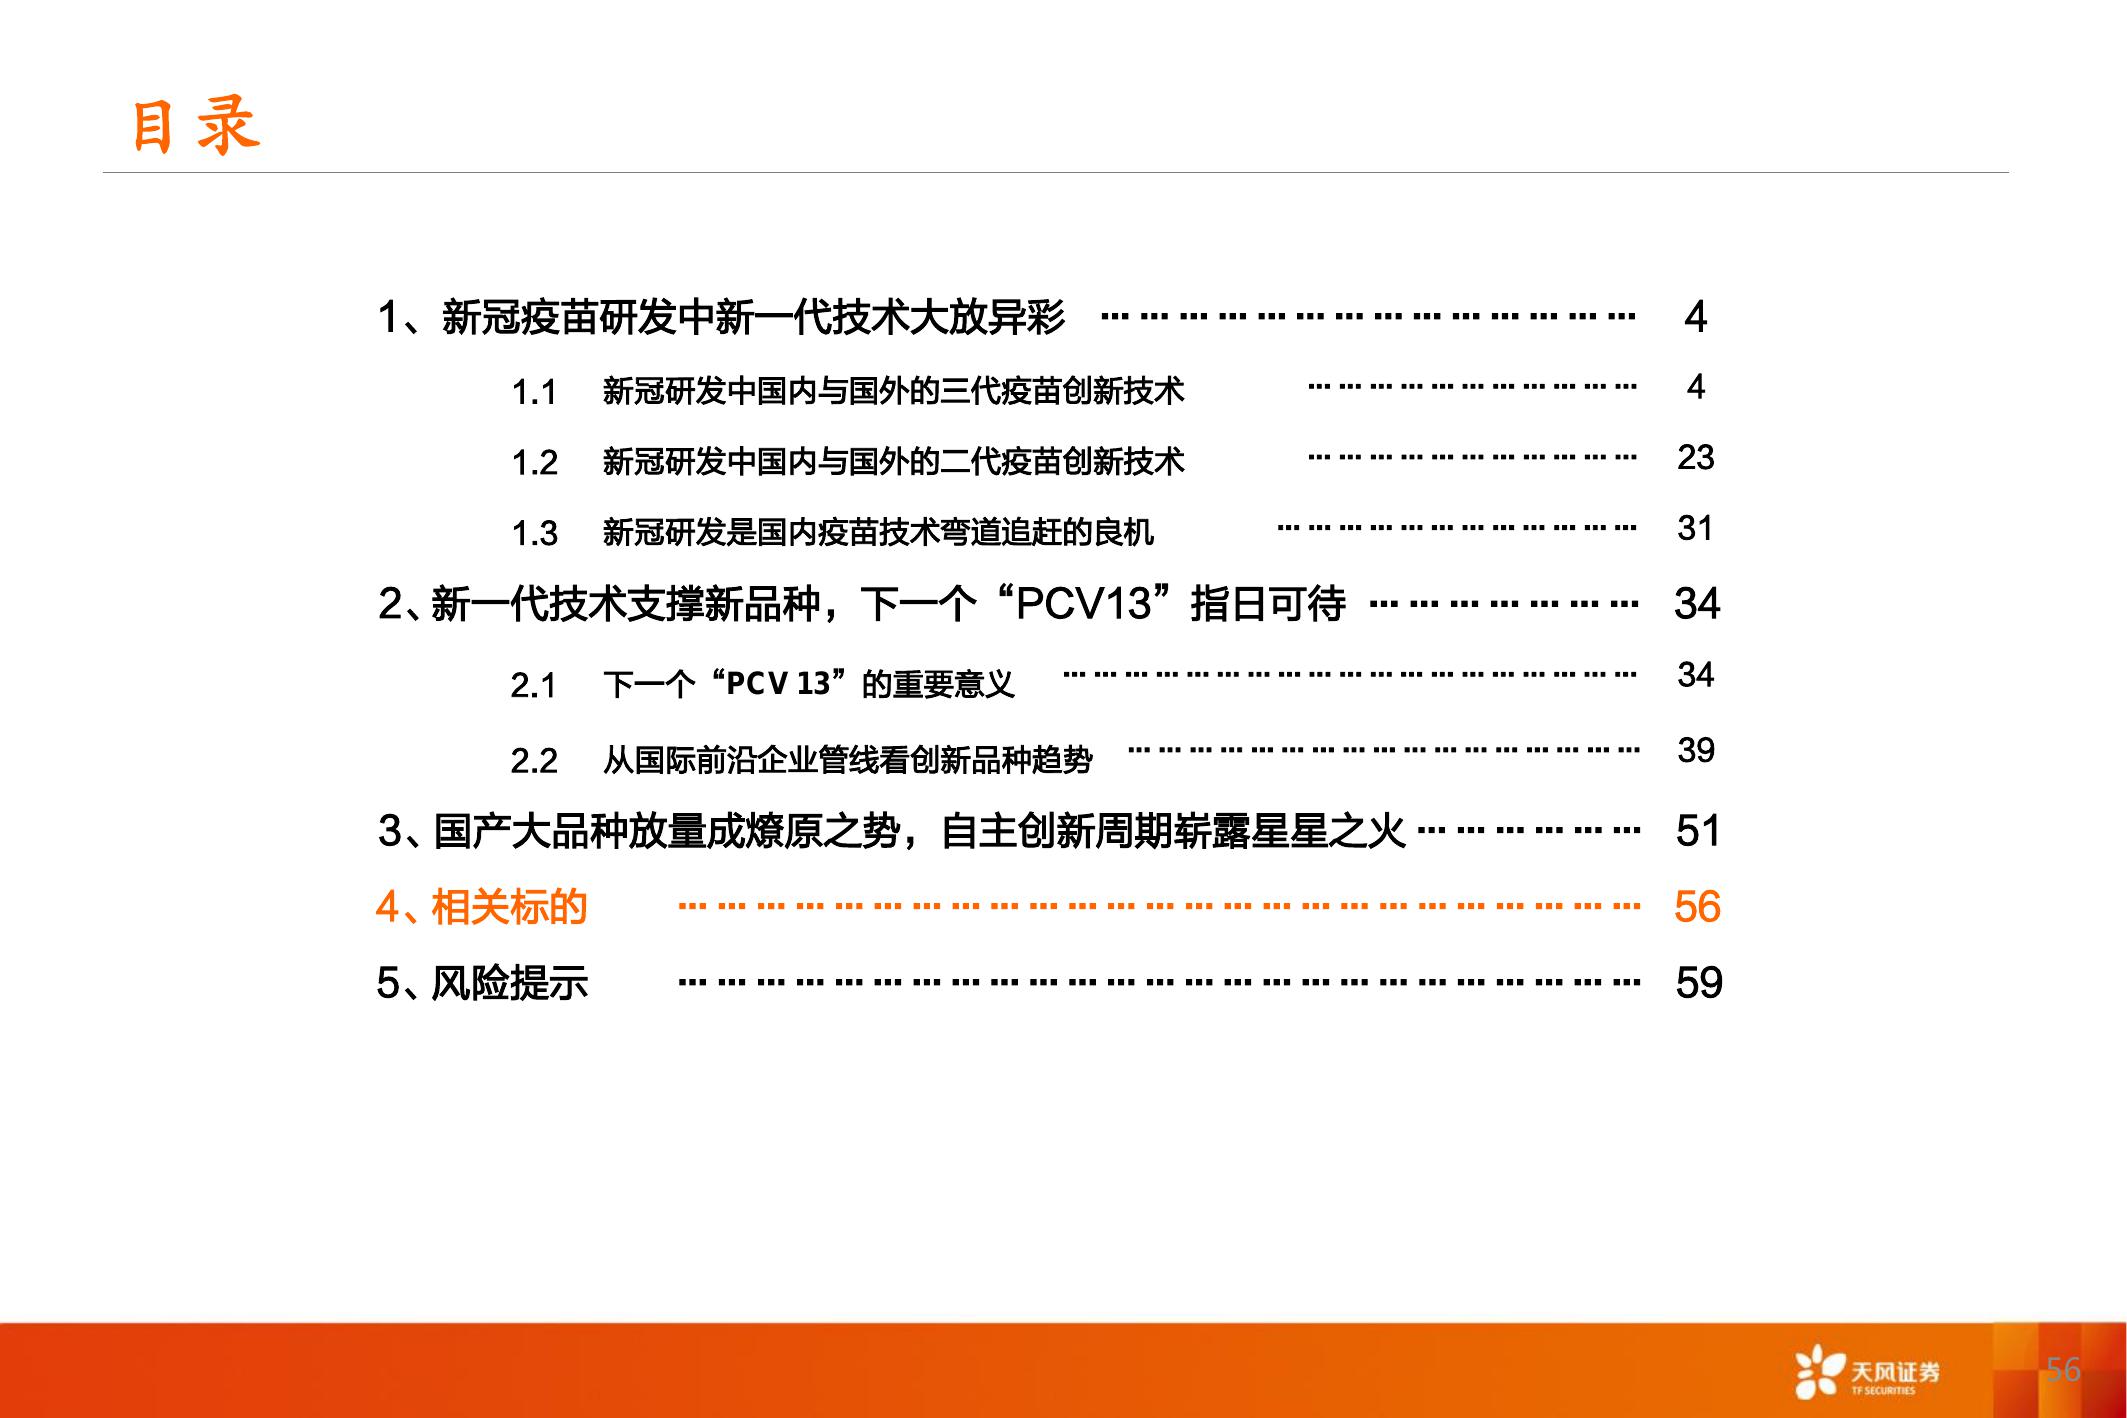 目录
1、新冠疫苗研发中新一代技术大放异彩 … … … … … … … … … … … … … … 4
1.1 新冠研发中国内与国外的三代疫苗创新技术 … … … … … … … … … … … 4
1.2 新冠研发中国内与国外的二代疫苗创新技术 … … … … … … … … … … … 23
1.3 新冠研发是国内疫苗技术弯道追赶的良机 … … … … … … … … … … … … 31
2、新一代技术支撑新品种，下一个“PCV13”指日可待 … … … … … … … 34
2.1 下一个“PCV 13”的重要意义 … … … … … … … … … … … … … … … … … … … 34
2.2 从国际前沿企业管线看创新品种趋势 … … … … … … … … … … … … … … … … … 39
3、国产大品种放量成燎原之势，自主创新周期崭露星星之火 … … … … … … 51
4、相关标的 … … … … … … … … … … … … … … … … … … … … … … … … … 56
5、风险提示 … … … … … … … … … … … … … … … … … … … … … … … … … 59
天风证券
TF SECURITIES
56